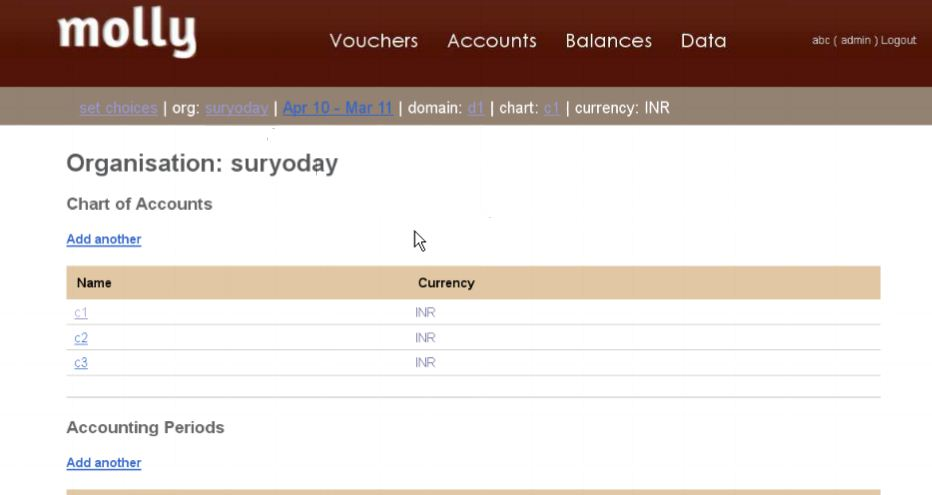 molly
Vouchers Accounts Balances Data abc ( admin ) Logout
set choices | org: suryoday | Apr 10 - Mar 11 | domain: d1 | chart: c1 | currency: INR
Organisation: suryoday
Chart of Accounts
Add another
Name Currency
c1 INR
c2 INR
c3 INR
Accounting Periods
Add another